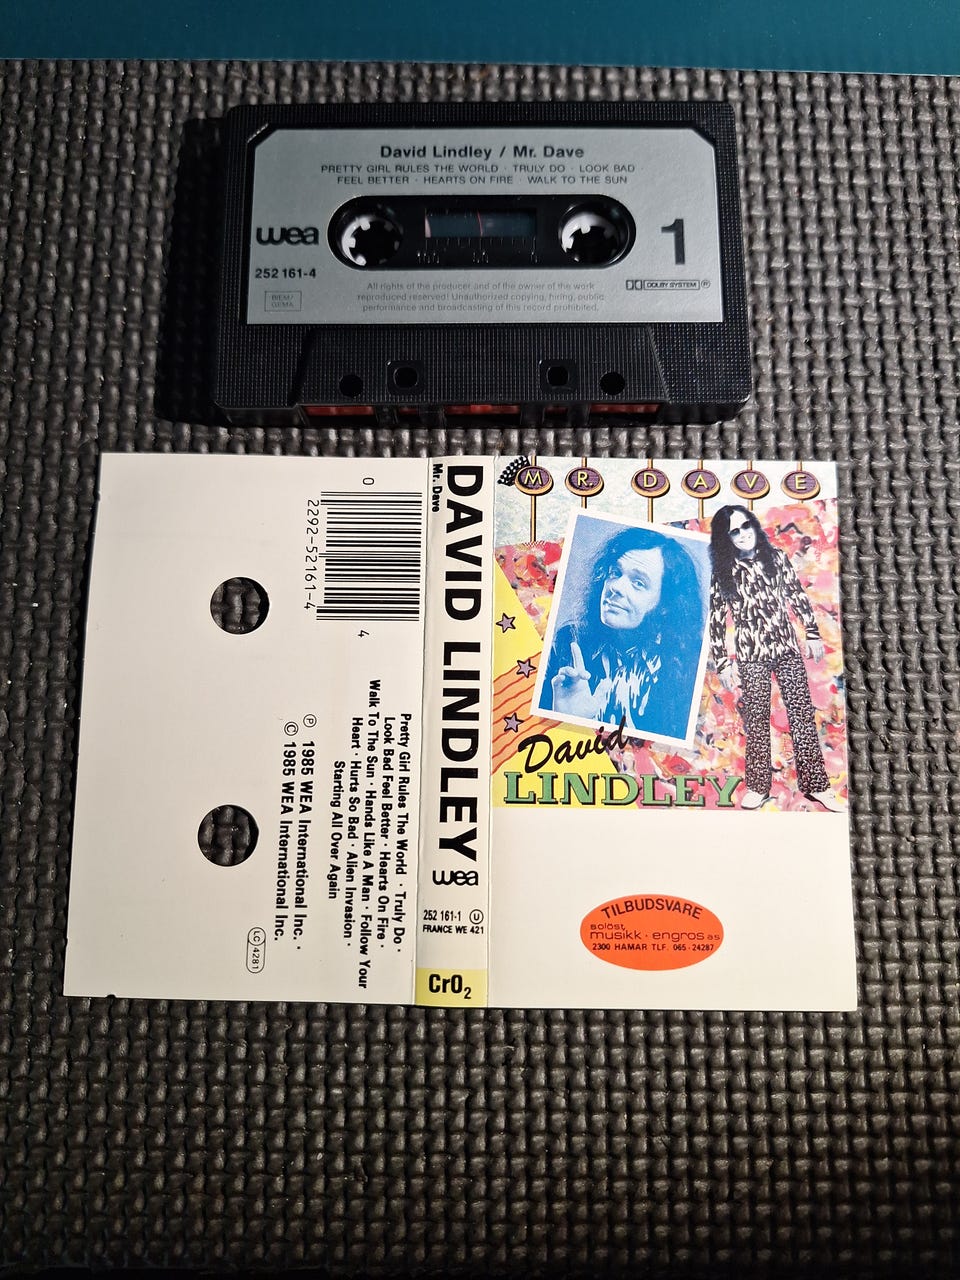 David Lindley / Mr. Dave
PRETTY GIRL RULES THE WORLD · TRULY DO · LOOK BAD
FEEL BETTER · HEARTS ON FIRE · WALK TO THE SUN
wea
1
252 161-4
BIEM/
GEMA
DOLBY SYSTEM ®
All rights of the producer and of the owner of the work
reproduced reserved! Unauthorized copying, hiring, public
performance and broadcasting of this record prohibited.
100 50 0
0
2292-52161-4
4
Pretty Girl Rules The World · Truly Do ·
Look Bad Feel Better · Hearts On Fire ·
Walk To The Sun · Hands Like A Man · Follow Your
Heart · Hurts So Bad · Alien Invasion ·
Starting All Over Again
℗ 1985 WEA International Inc. ·
© 1985 WEA International Inc.
LC 4281
DAVID LINDLEY
Mr. Dave
wea
252 161-1 U
FRANCE WE 421
CrO2
MR. DAVE
David
LINDLEY
TILBUDSVARE
solöst
musikk · engros as
2300 HAMAR TLF. 065 - 24287